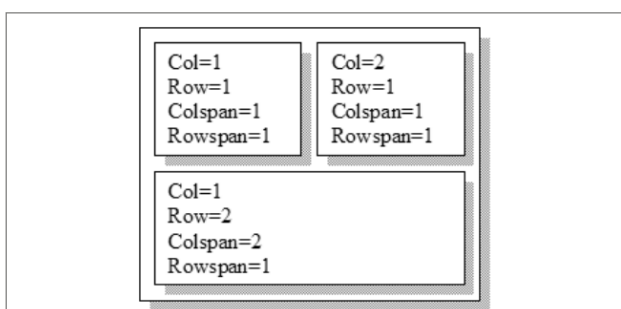 Col=1
Row=1
Colspan=1
Rowspan=1
Col=2
Row=1
Colspan=1
Rowspan=1
Col=1
Row=2
Colspan=2
Rowspan=1